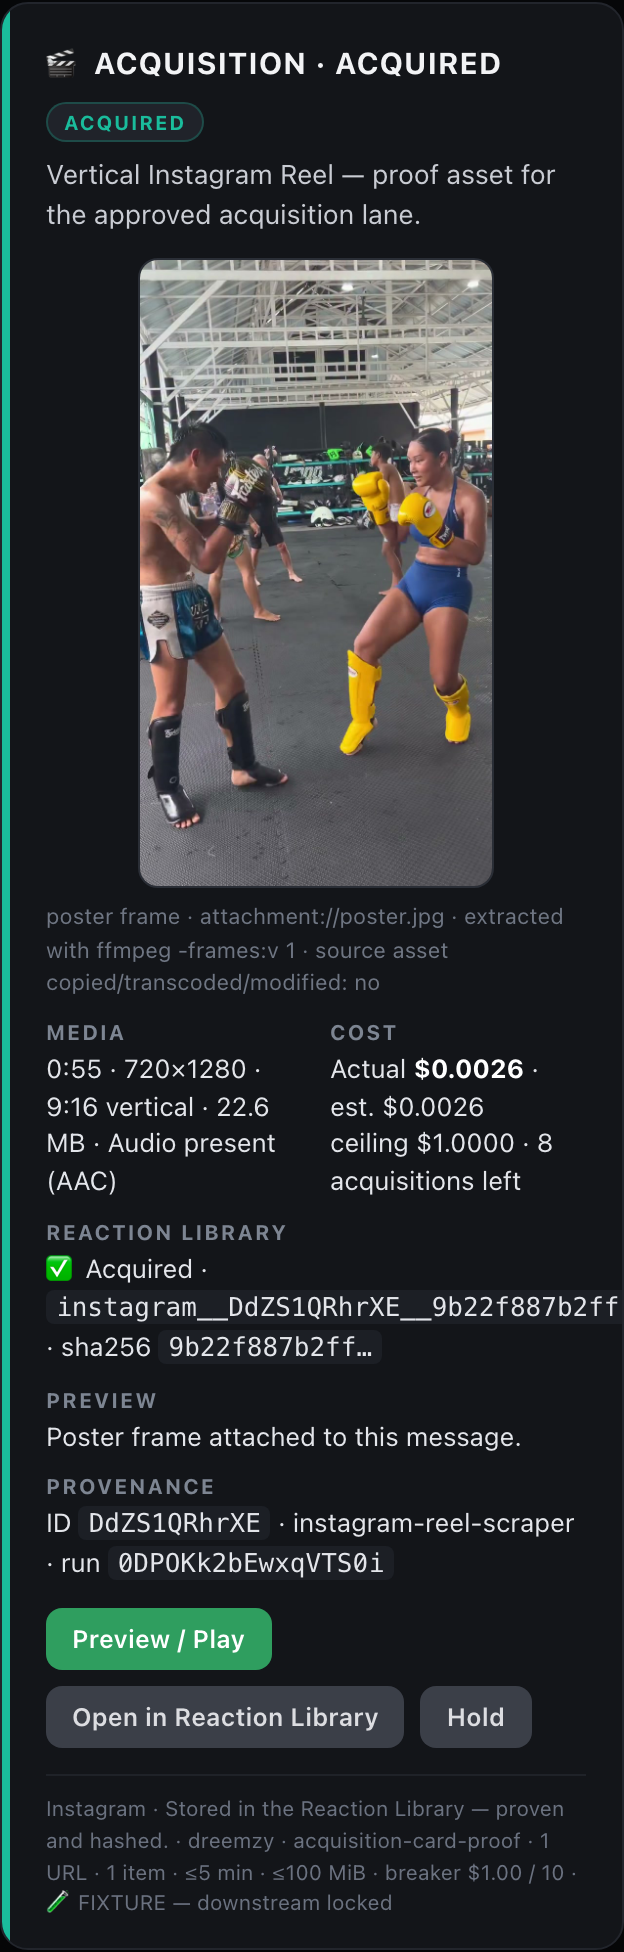 ACQUISITION · ACQUIRED
ACQUIRED
Vertical Instagram Reel — proof asset for
the approved acquisition lane.
poster frame · attachment://poster.jpg · extracted
with ffmpeg -frames:v 1 · source asset
copied/transcoded/modified: no
MEDIA
0:55 · 720×1280 ·
9:16 vertical · 22.6
MB · Audio present
(AAC)
COST
Actual $0.0026 ·
est. $0.0026
ceiling $1.0000 · 8
acquisitions left
REACTION LIBRARY
✅ Acquired ·
instagram__DdZS1QRhrXE__9b22f887b2ff
· sha256 9b22f887b2ff…
PREVIEW
Poster frame attached to this message.
PROVENANCE
ID DdZS1QRhrXE · instagram-reel-scraper
· run 0DPOKk2bEwxqVTS0i
Preview / Play
Open in Reaction Library
Hold
Instagram · Stored in the Reaction Library — proven
and hashed. · dreemzy · acquisition-card-proof · 1
URL · 1 item · ≤5 min · ≤100 MiB · breaker $1.00 / 10 ·
🧪 FIXTURE — downstream locked